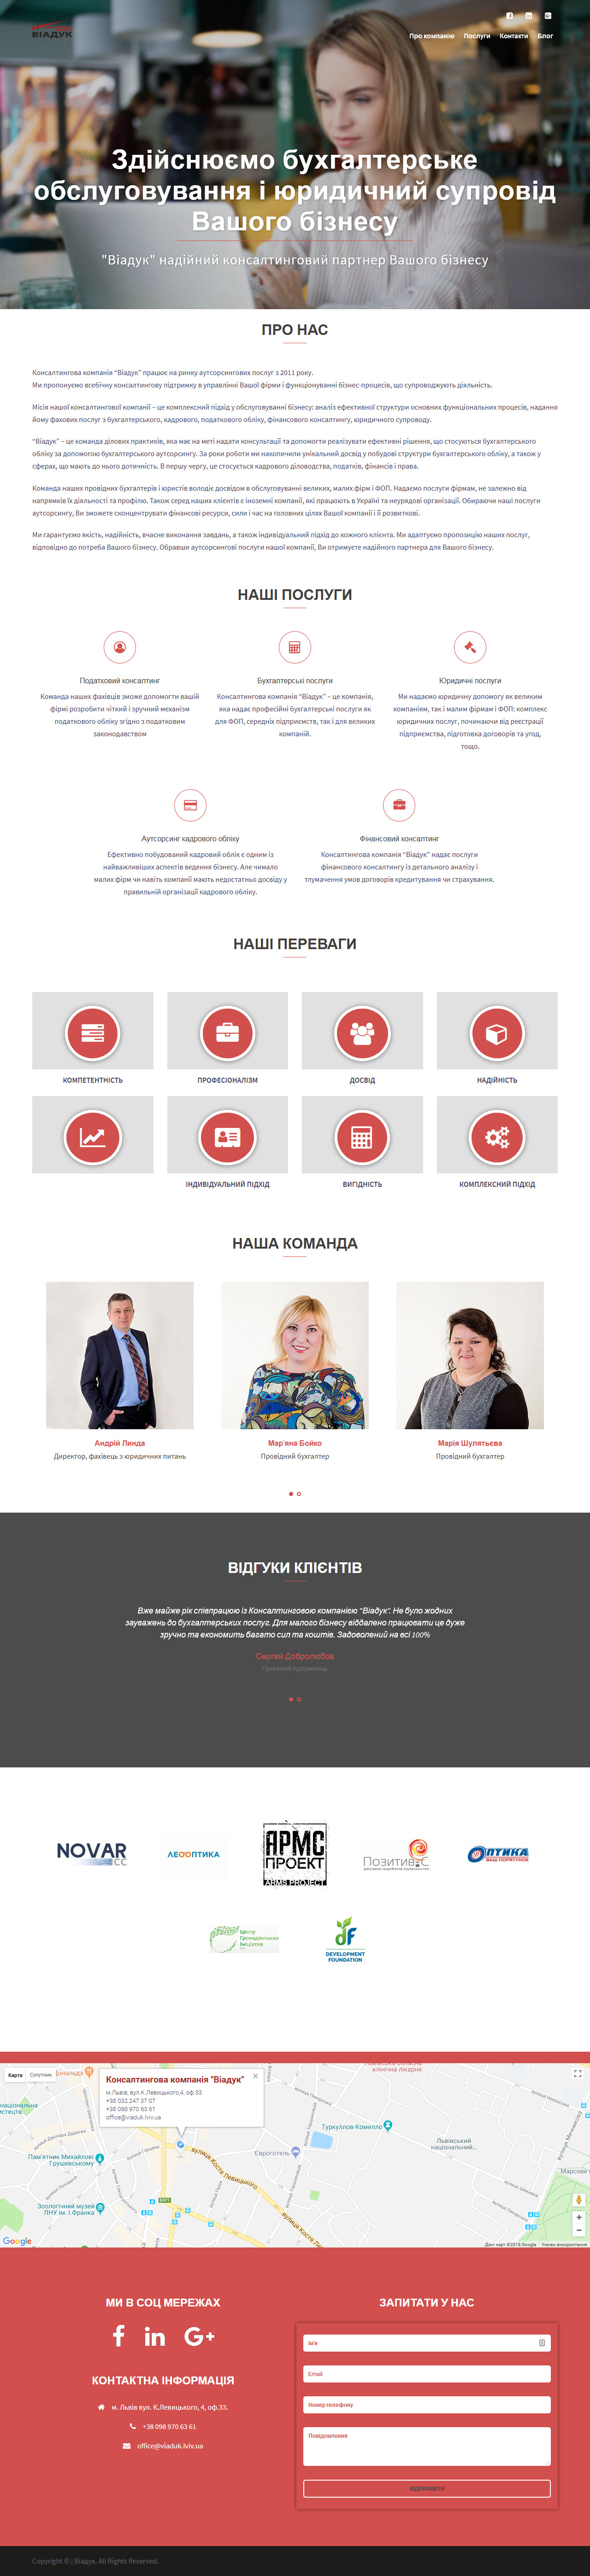 ВІАДУК
Про компанію Послуги Контакти Блог
Здійснюємо бухгалтерське
обслуговування і юридичний супровід
Вашого бізнесу
"Віадук" надійний консалтинговий партнер Вашого бізнесу
ПРО НАС
Консалтингова компанія “Віадук” працює на ринку аутсорсингових послуг з 2011 року.
Ми пропонуємо всебічну консалтингову підтримку в управлінні Вашої фірми і функціонуванні бізнес-процесів, що супроводжують діяльність.
Місія нашої консалтингової компанії – це комплексний підхід у обслуговуванні бізнесу: аналіз ефективної структури основних функціональних процесів, надання
йому фахових послуг з бухгалтерського, кадрового, податкового обліку, фінансового консалтингу, юридичного супроводу.
“Віадук” – це команда ділових практиків, яка має на меті надати консультації та допомогти реалізувати ефективні рішення, що стосуються бухгалтерського
обліку за допомогою бухгалтерського аутсорсингу. За роки роботи ми накопичили унікальний досвід у побудові структури бухгалтерського обліку, а також у
сферах, що мають до нього дотичність. В першу чергу, це стосується кадрового діловодства, податків, фінансів і права.
Команда наших провідних бухгалтерів і юристів володіє досвідом в обслуговуванні великих, малих фірм і ФОП. Надаємо послуги фірмам, не залежно від
напрямків їх діяльності та профілю. Також серед наших клієнтів є іноземні компанії, які працюють в Україні та неурядові організації. Обираючи наші послуги
аутсорсингу, Ви зможете сконцентрувати фінансові ресурси, сили і час на головних цілях Вашої компанії і її розвиткові.
Ми гарантуємо якість, надійність, вчасне виконання завдань, а також індивідуальний підхід до кожного клієнта. Ми адаптуємо пропозицію наших послуг,
відповідно до потреба Вашого бізнесу. Обравши аутсорсингові послуги нашої компанії, Ви отримуєте надійного партнера для Вашого бізнесу.
НАШІ ПОСЛУГИ
Податковий консалтинг
Команда наших фахівців зможе допомогти вашій
фірмі розробити чіткий і зручний механізм
податкового обліку згідно з податковим
законодавством
Бухгалтерські послуги
Консалтингова компанія “Віадук” – це компанія,
яка надає професійні бухгалтерські послуги як
для ФОП, середніх підприємств, так і для великих
компаній.
Юридичні послуги
Ми надаємо юридичну допомогу як великим
компаніям, так і малим фірмам і ФОП: комплекс
юридичних послуг, починаючи від реєстрації
підприємства, підготовка договорів та угод,
тощо.
Аутсорсинг кадрового обліку
Ефективно побудований кадровий облік є одним із
найважливіших аспектів ведення бізнесу. Але чимало
малих фірм чи навіть компанії мають недостатньо досвіду у
правильній організації кадрового обліку.
Фінансовий консалтинг
Консалтингова компанія “Віадук” надає послуги
фінансового консалтингу із детального аналізу і
тлумачення умов договорів кредитування чи страхування.
НАШІ ПЕРЕВАГИ
КОМПЕТЕНТНІСТЬ
ПРОФЕСІОНАЛІЗМ
ДОСВІД
НАДІЙНІСТЬ
ІНДИВІДУАЛЬНИЙ ПІДХІД
ВИГІДНІСТЬ
КОМПЛЕКСНИЙ ПІДХІД
НАША КОМАНДА
Андрій Линда
Директор, фахівець з юридичних питань
Мар'яна Бойко
Провідний бухгалтер
Марія Шулятьєва
Провідний бухгалтер
ВІДГУКИ КЛІЄНТІВ
Вже майже рік співпрацюю із Консалтинговою компанією "Віадук". Не було жодних
зауважень до бухгалтерських послуг. Для малого бізнесу віддалено працювати це дуже
зручно та економить багато сил та коштів. Задоволений на всі 100%
Сергей Добролюбов
Приватний підприємець
NOVAR
CC
ЛЕООПТИКА
АРМС
ПРОЕКТ
ARMS PROJECT
Позитив-С
ОПТИКА
ВАШ ПОРЯТУНОК
Центр
Громадянських
Ініціатив
DF
DEVELOPMENT
FOUNDATION
Карта Супутник
Консалтингова компанія "Віадук"
м.Львів, вул.К.Левицького,4, оф.33.
+38 032 247 37 07
+38 098 970 63 61
office@viaduk.lviv.ua
клінічна лікарня
Туркуллов-Комелло
Львівський
національний...
Євроготель
Марсове
Пам'ятник Михайлові
Грушевському
Зоологічний музей
ЛНУ ім. І.Франка
вулиця Костя Левицького
Google
Дані карт ©2018 Google Умови використання
МИ В СОЦ МЕРЕЖАХ
КОНТАКТНА ІНФОРМАЦІЯ
м. Львів вул. К.Левицького, 4, оф.33.
+38 098 970 63 61
office@viaduk.lviv.ua
ЗАПИТАТИ У НАС
Ім'я
Email
Номер телефону
Повідомлення
ВІДПРАВИТИ
Copyright © | Віадук. All Rights Reserved.